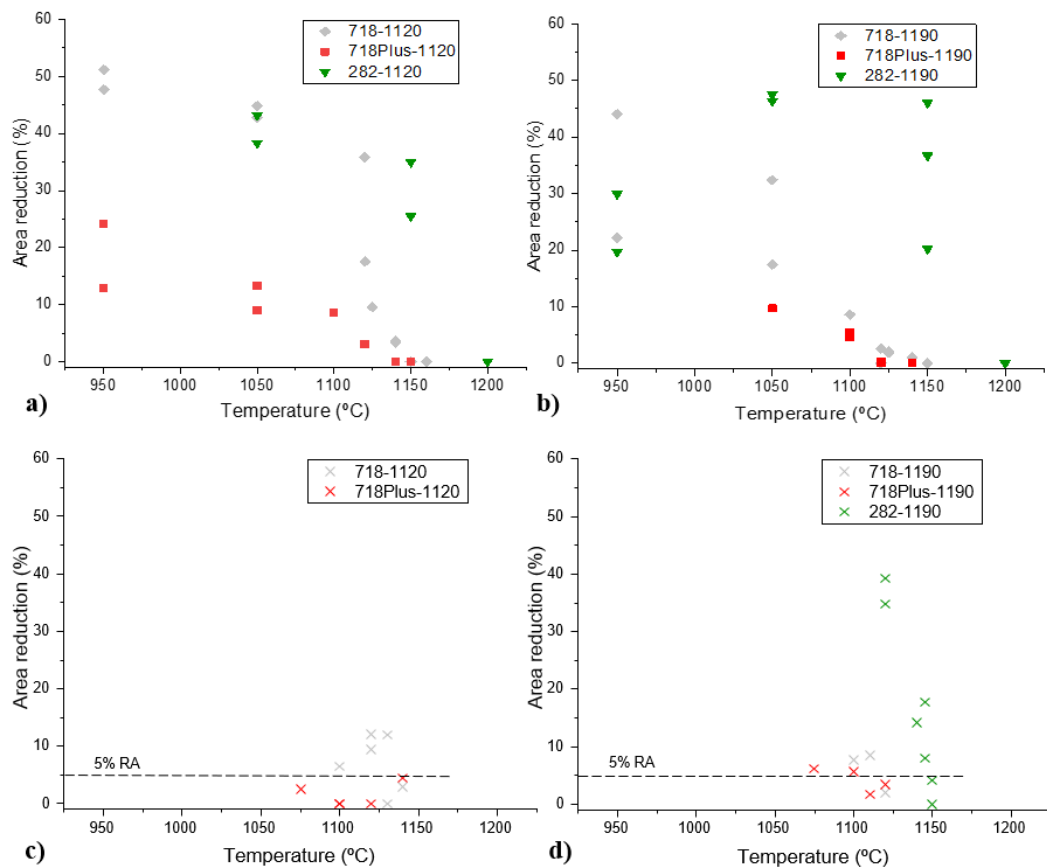 60
50
40
30
20
10
0
Area reduction (%)
718-1120
718Plus-1120
282-1120
950 1000 1050 1100 1150 1200
Temperature (ºC)
a)
60
50
40
30
20
10
0
Area reduction (%)
718-1190
718Plus-1190
282-1190
950 1000 1050 1100 1150 1200
Temperature (ºC)
b)
60
50
40
30
20
10
0
Area reduction (%)
718-1120
718Plus-1120
5% RA
950 1000 1050 1100 1150 1200
Temperature (ºC)
c)
60
50
40
30
20
10
0
Area reduction (%)
718-1190
718Plus-1190
282-1190
5% RA
950 1000 1050 1100 1150 1200
Temperature (ºC)
d)